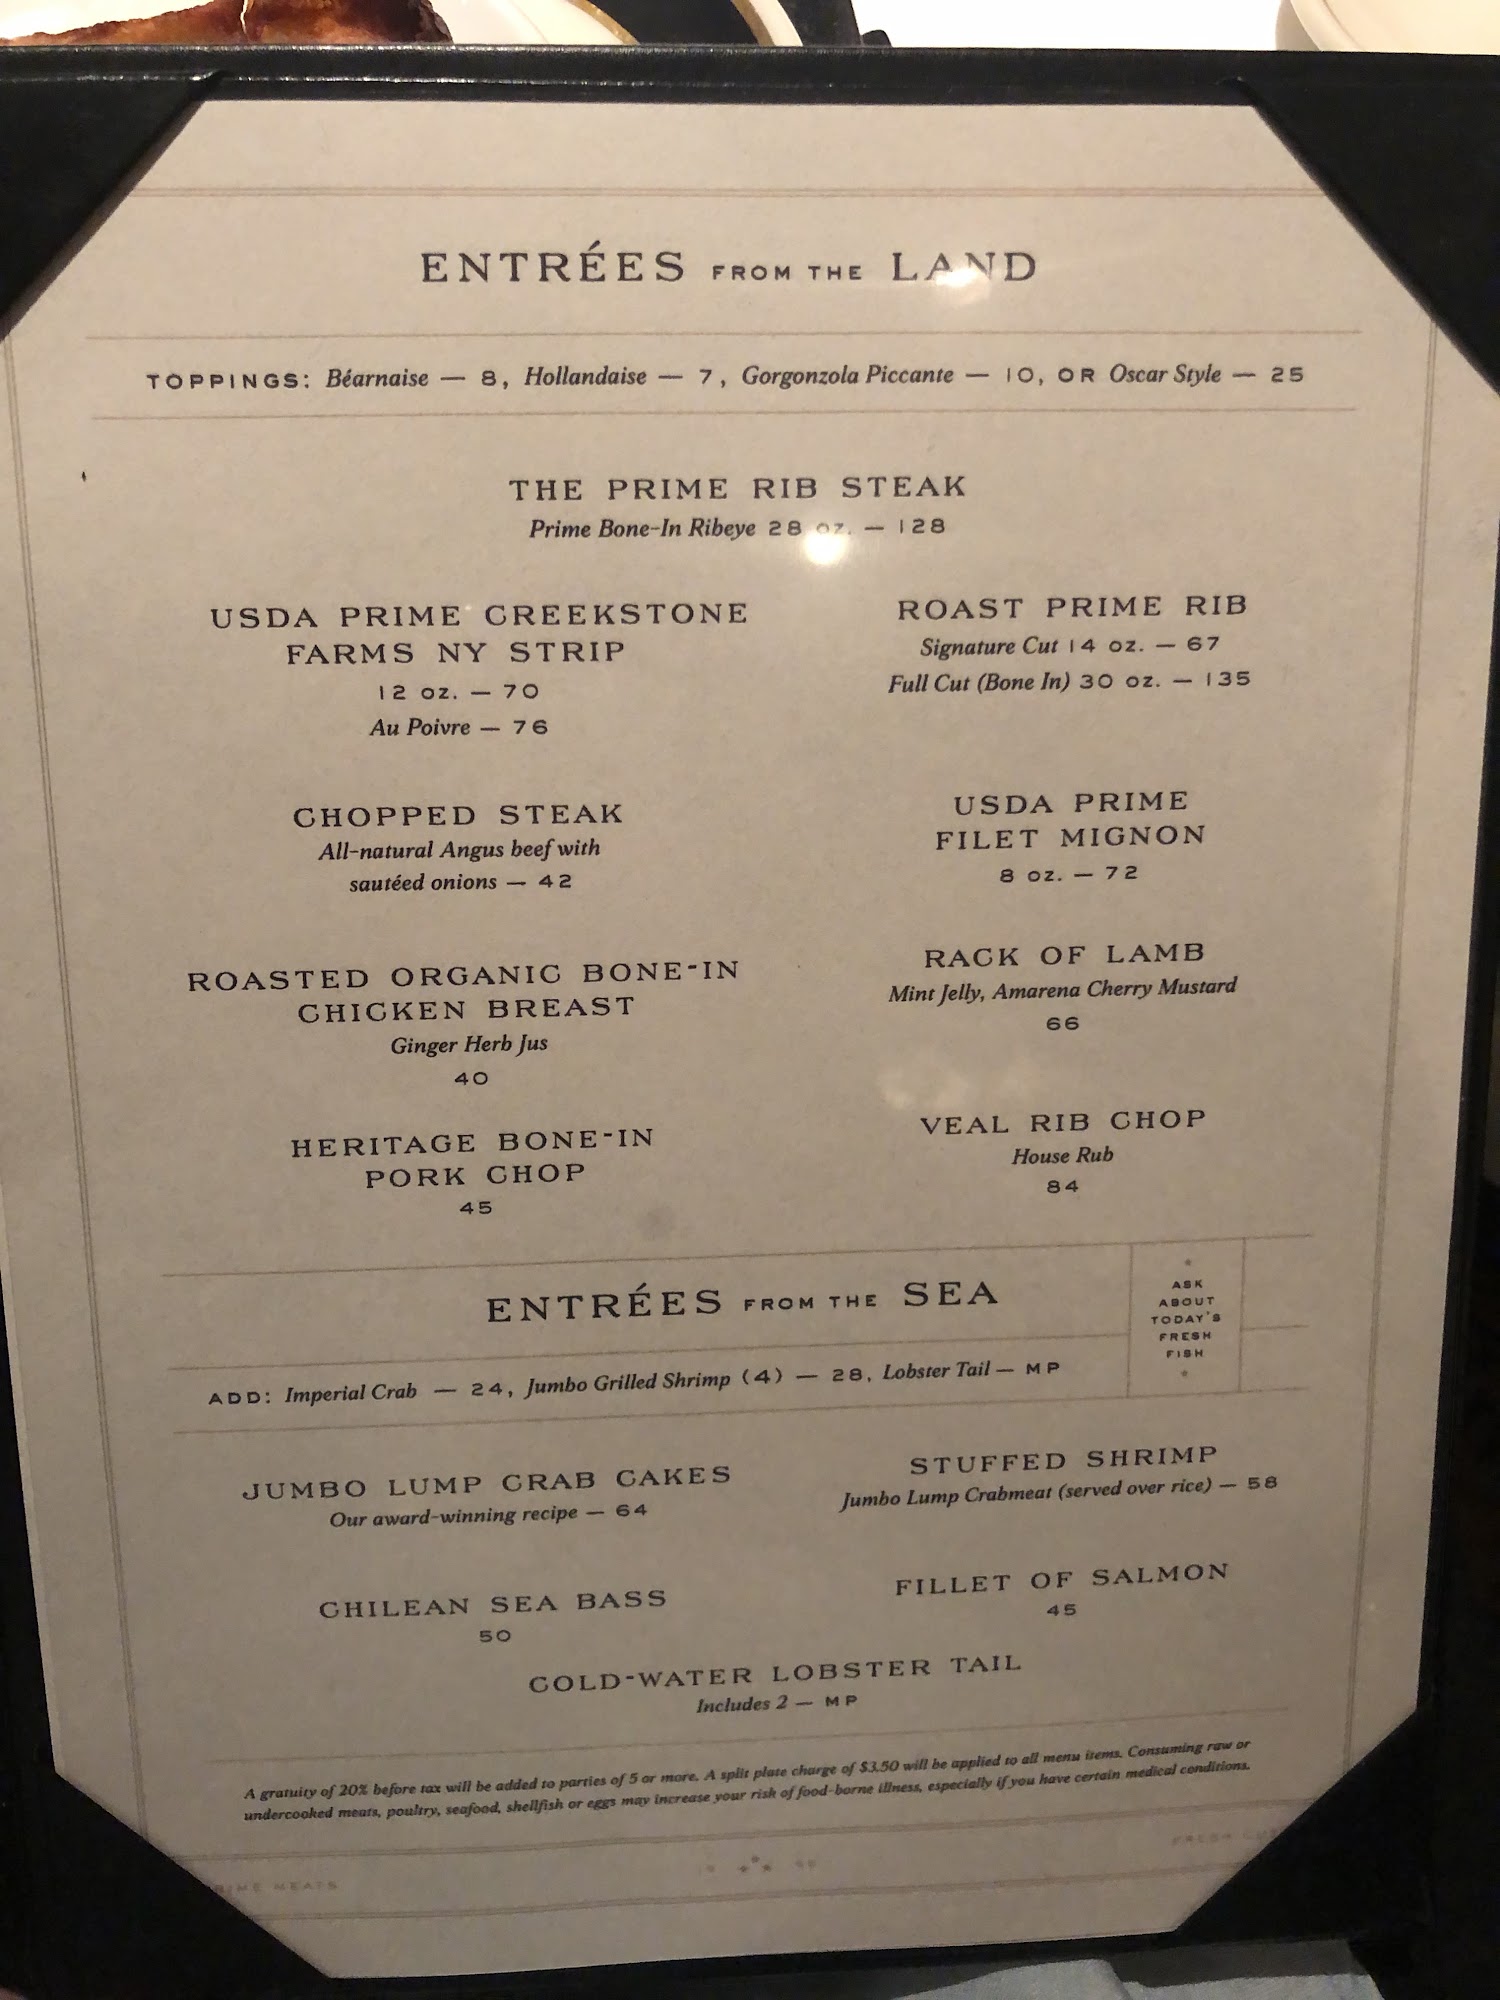 ENTRÉES FROM THE LAND
TOPPINGS: Béarnaise — 8, Hollandaise — 7, Gorgonzola Piccante — 10, OR Oscar Style — 25
THE PRIME RIB STEAK
Prime Bone-In Ribeye 28 oz. — 128
USDA PRIME CREEKSTONE
FARMS NY STRIP
12 oz. — 70
Au Poivre — 76
ROAST PRIME RIB
Signature Cut 14 oz. — 67
Full Cut (Bone In) 30 oz. — 135
CHOPPED STEAK
All-natural Angus beef with
sautéed onions — 42
USDA PRIME
FILET MIGNON
8 oz. — 72
ROASTED ORGANIC BONE-IN
CHICKEN BREAST
Ginger Herb Jus
40
RACK OF LAMB
Mint Jelly, Amarena Cherry Mustard
66
HERITAGE BONE-IN
PORK CHOP
45
VEAL RIB CHOP
House Rub
84
ENTRÉES FROM THE SEA
ASK
ABOUT
TODAY'S
FRESH
FISH
ADD: Imperial Crab — 24, Jumbo Grilled Shrimp (4) — 28, Lobster Tail — MP
JUMBO LUMP CRAB CAKES
Our award-winning recipe — 64
STUFFED SHRIMP
Jumbo Lump Crabmeat (served over rice) — 58
CHILEAN SEA BASS
50
FILLET OF SALMON
45
COLD-WATER LOBSTER TAIL
Includes 2 — MP
A gratuity of 20% before tax will be added to parties of 5 or more. A split plate charge of $3.50 will be applied to all menu items. Consuming raw or
undercooked meats, poultry, seafood, shellfish or eggs may increase your risk of food-borne illness, especially if you have certain medical conditions.
MEATS